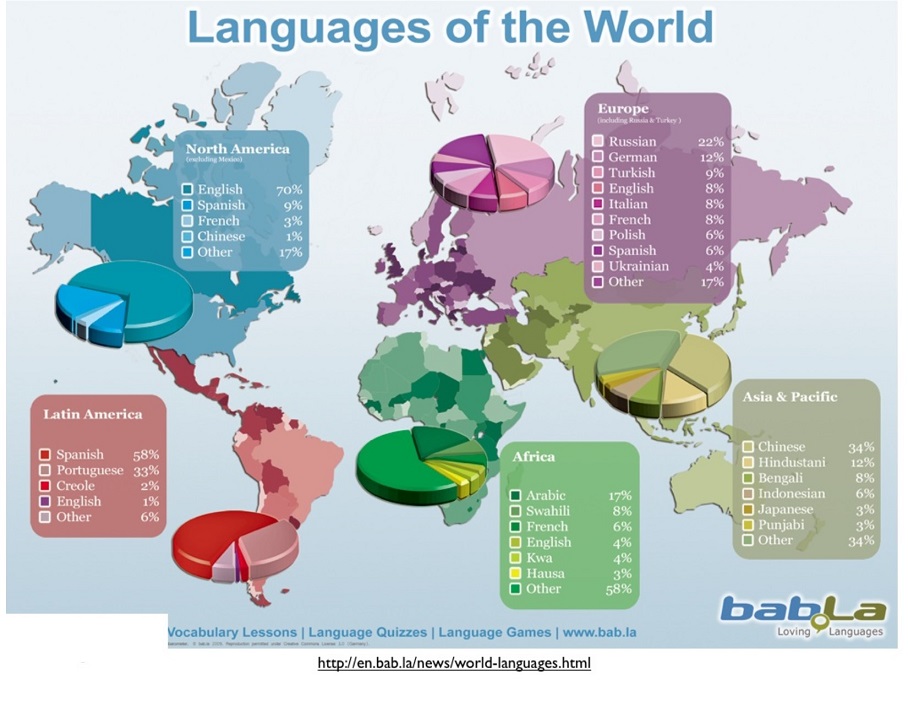 Languages of the World
North America
(excluding Mexico)
English 70%
Spanish 9%
French 3%
Chinese 1%
Other 17%
Europe
(including Russia & Turkey )
Russian 22%
German 12%
Turkish 9%
English 8%
Italian 8%
French 8%
Polish 6%
Spanish 6%
Ukrainian 4%
Other 17%
Latin America
Spanish 58%
Portuguese 33%
Creole 2%
English 1%
Other 6%
Africa
Arabic 17%
Swahili 8%
French 6%
English 4%
Kwa 4%
Hausa 3%
Other 58%
Asia & Pacific
Chinese 34%
Hindustani 12%
Bengali 8%
Indonesian 6%
Japanese 3%
Punjabi 3%
Other 34%
bab.la
Loving Languages
Vocabulary Lessons | Language Quizzes | Language Games | www.bab.la
http://en.bab.la/news/world-languages.html